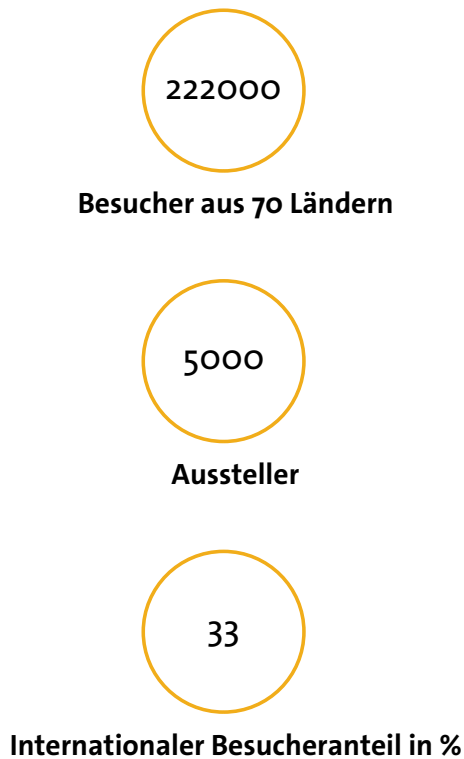 222000
Besucher aus 70 Ländern
5000
Aussteller
33
Internationaler Besucheranteil in %